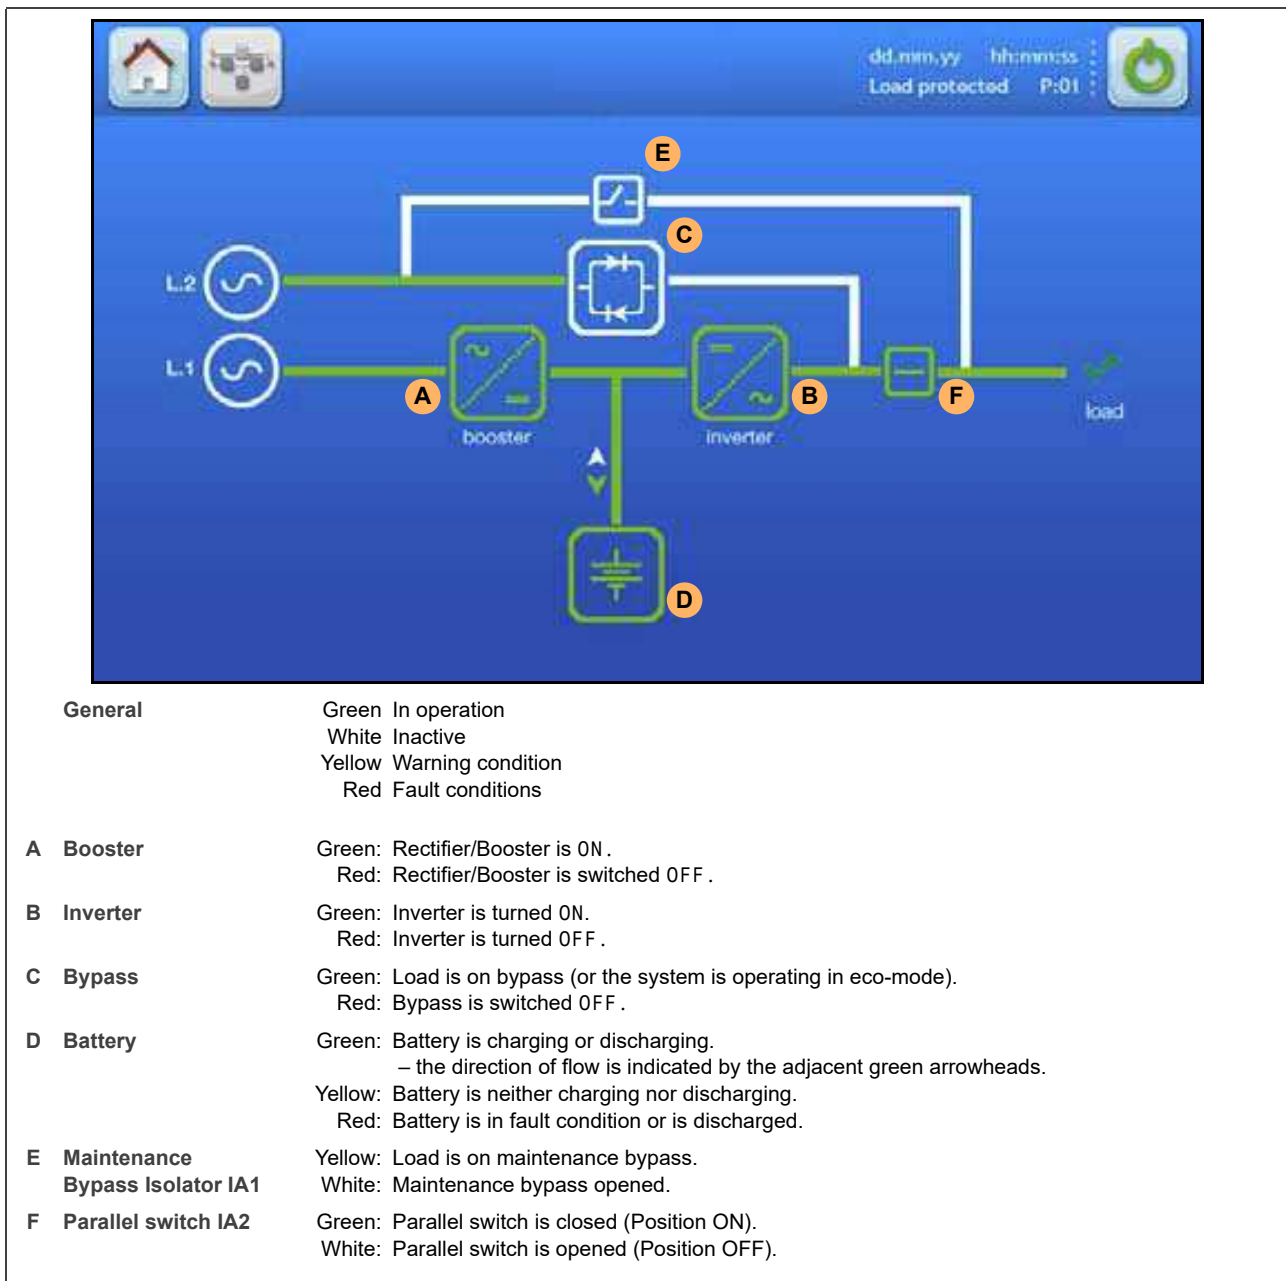 dd.mm.yy hh:mm:ss
Load protected P:01
E
C
L.2
L.1
A
B
F
booster
inverter
load
D
General Green In operation
White Inactive
Yellow Warning condition
Red Fault conditions
A Booster Green: Rectifier/Booster is ON.
Red: Rectifier/Booster is switched OFF.
B Inverter Green: Inverter is turned ON.
Red: Inverter is turned OFF.
C Bypass Green: Load is on bypass (or the system is operating in eco-mode).
Red: Bypass is switched OFF.
D Battery Green: Battery is charging or discharging.
– the direction of flow is indicated by the adjacent green arrowheads.
Yellow: Battery is neither charging nor discharging.
Red: Battery is in fault condition or is discharged.
E Maintenance Yellow: Load is on maintenance bypass.
Bypass Isolator IA1 White: Maintenance bypass opened.
F Parallel switch IA2 Green: Parallel switch is closed (Position ON).
White: Parallel switch is opened (Position OFF).